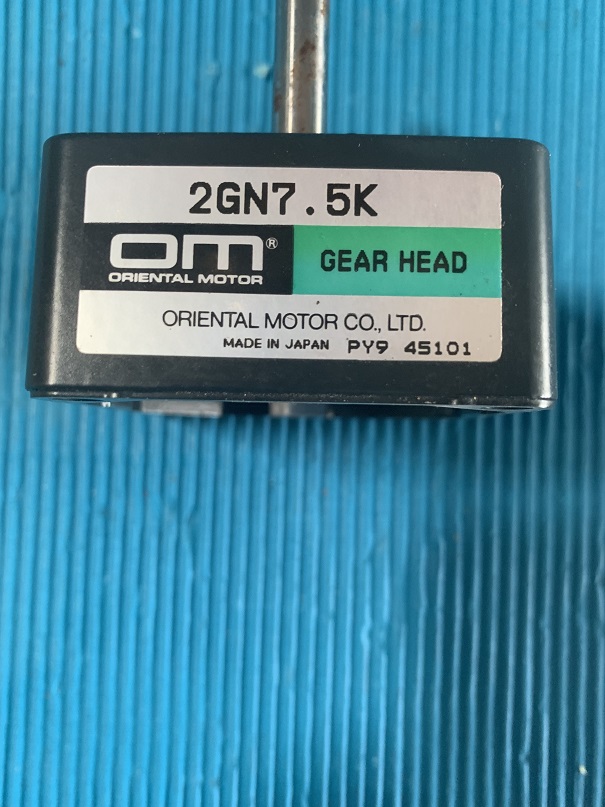 2GN7.5K
om®
ORIENTAL MOTOR
GEAR HEAD
ORIENTAL MOTOR CO., LTD.
MADE IN JAPAN PY9 45101